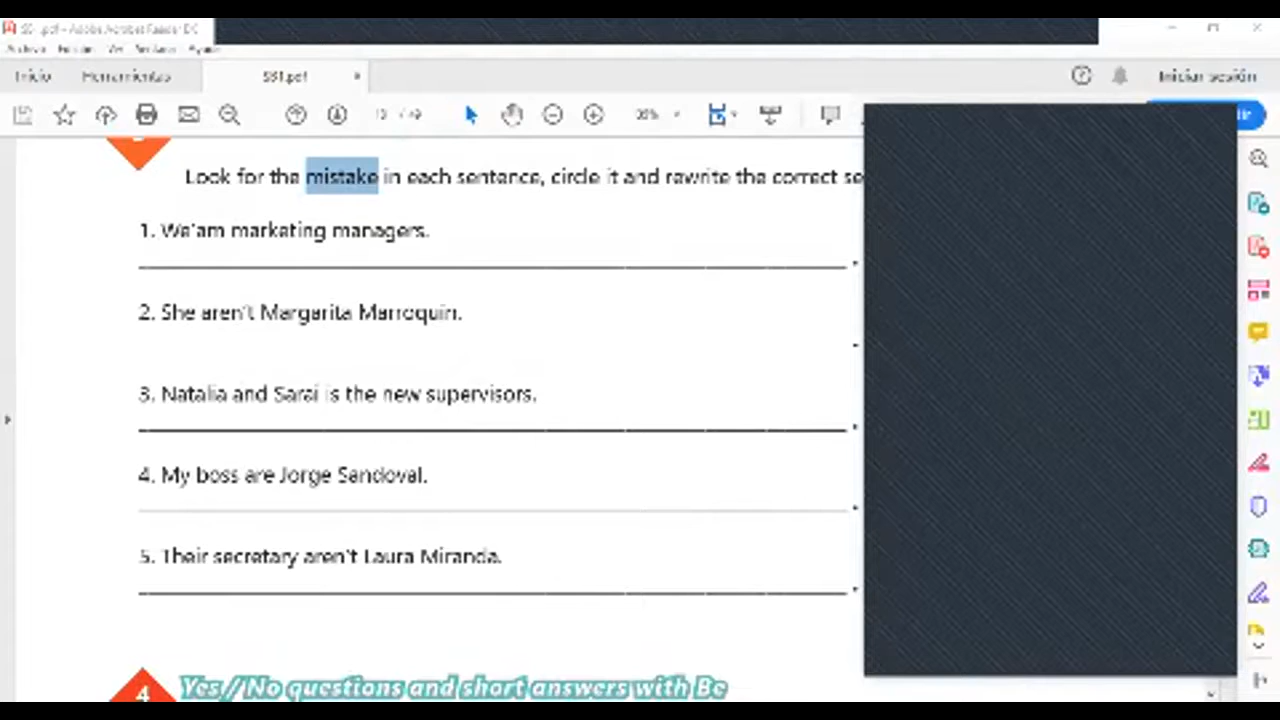 Inicio Herramientas SS1.pdf Iniciar sesión
Look for the mistake in each sentence, circle it and rewrite the correct se
1. We'am marketing managers.
2. She aren't Margarita Marroquin.
3. Natalia and Sarai is the new supervisors.
4. My boss are Jorge Sandoval.
5. Their secretary aren't Laura Miranda.
4
Yes/No questions and short answers with Be